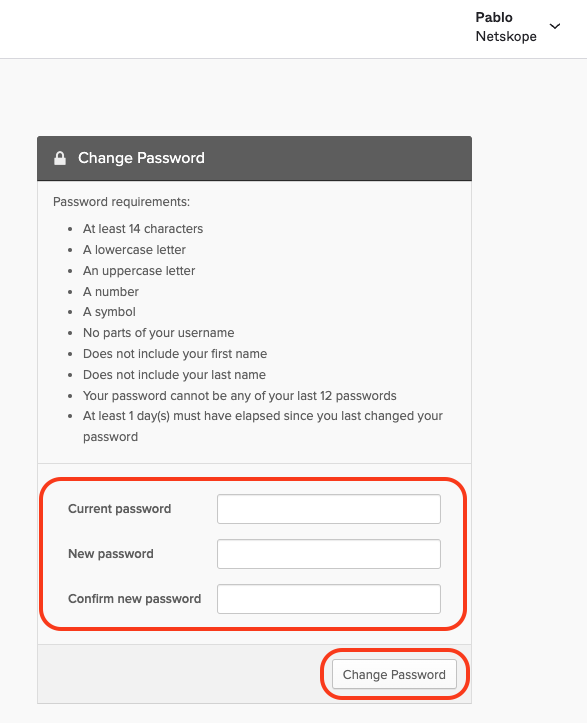 Pablo
Netskope
Change Password
Password requirements:
• At least 14 characters
• A lowercase letter
• An uppercase letter
• A number
• A symbol
• No parts of your username
• Does not include your first name
• Does not include your last name
• Your password cannot be any of your last 12 passwords
• At least 1 day(s) must have elapsed since you last changed your
password
Current password
New password
Confirm new password
Change Password